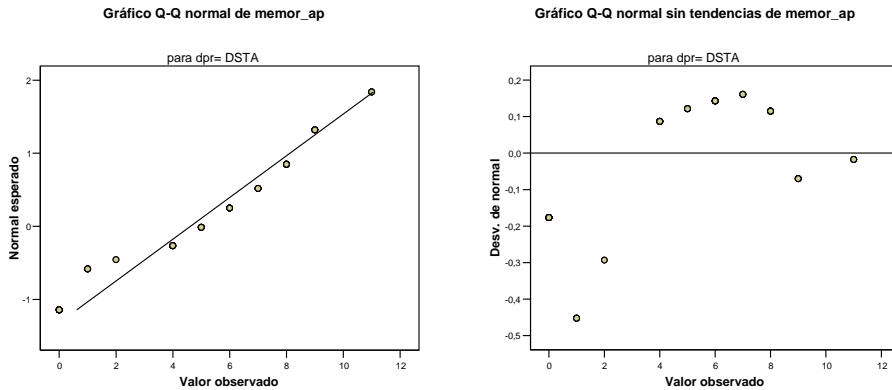 Gráfico Q-Q normal de memor_ap
para dpr= DSTA
2
1
0
-1
Normal esperado
0 2 4 6 8 10 12
Valor observado
Gráfico Q-Q normal sin tendencias de memor_ap
para dpr= DSTA
0,2
0,1
0,0
-0,1
-0,2
-0,3
-0,4
-0,5
Desv. de normal
0 2 4 6 8 10 12
Valor observado